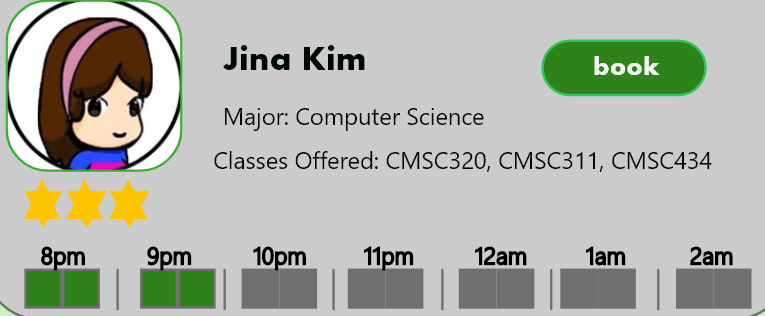 Jina Kim
book
Major: Computer Science
Classes Offered: CMSC320, CMSC311, CMSC434
8pm 9pm 10pm 11pm 12am 1am 2am